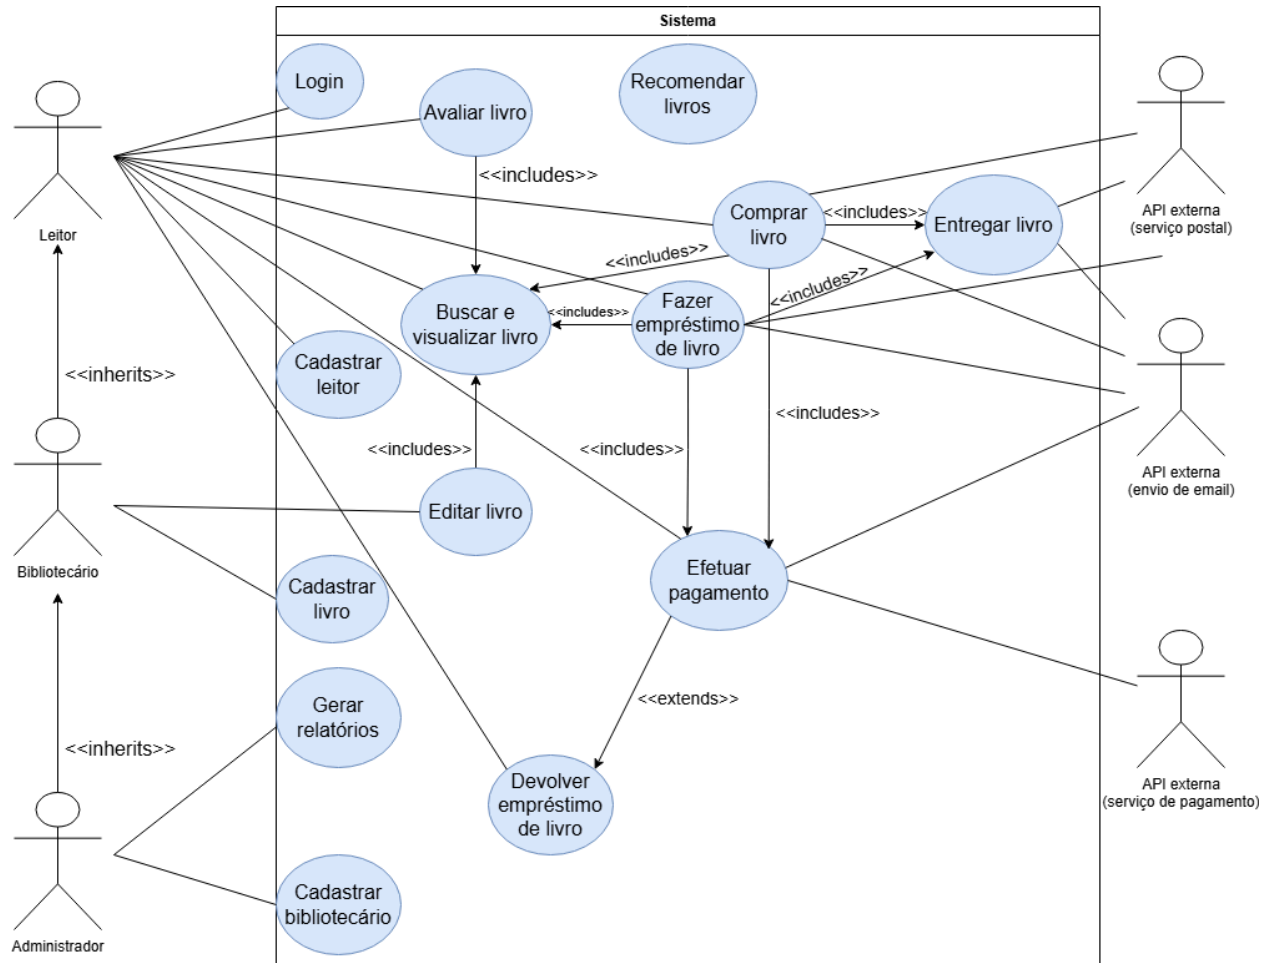 Sistema
Login
Avaliar livro
Recomendar
livros
<<includes>>
Comprar
livro
<<includes>>
Entregar livro
API externa
(serviço postal)
Leitor
<<includes>>
<<includes>>
Buscar e
visualizar livro
<<includes>>
Fazer
empréstimo
de livro
Cadastrar
leitor
<<inherits>>
<<includes>>
<<includes>>
<<includes>>
API externa
(envio de email)
Editar livro
Bibliotecário
Cadastrar
livro
Efetuar
pagamento
Gerar
relatórios
<<extends>>
<<inherits>>
Devolver
empréstimo
de livro
API externa
(serviço de pagamento)
Cadastrar
bibliotecário
Administrador